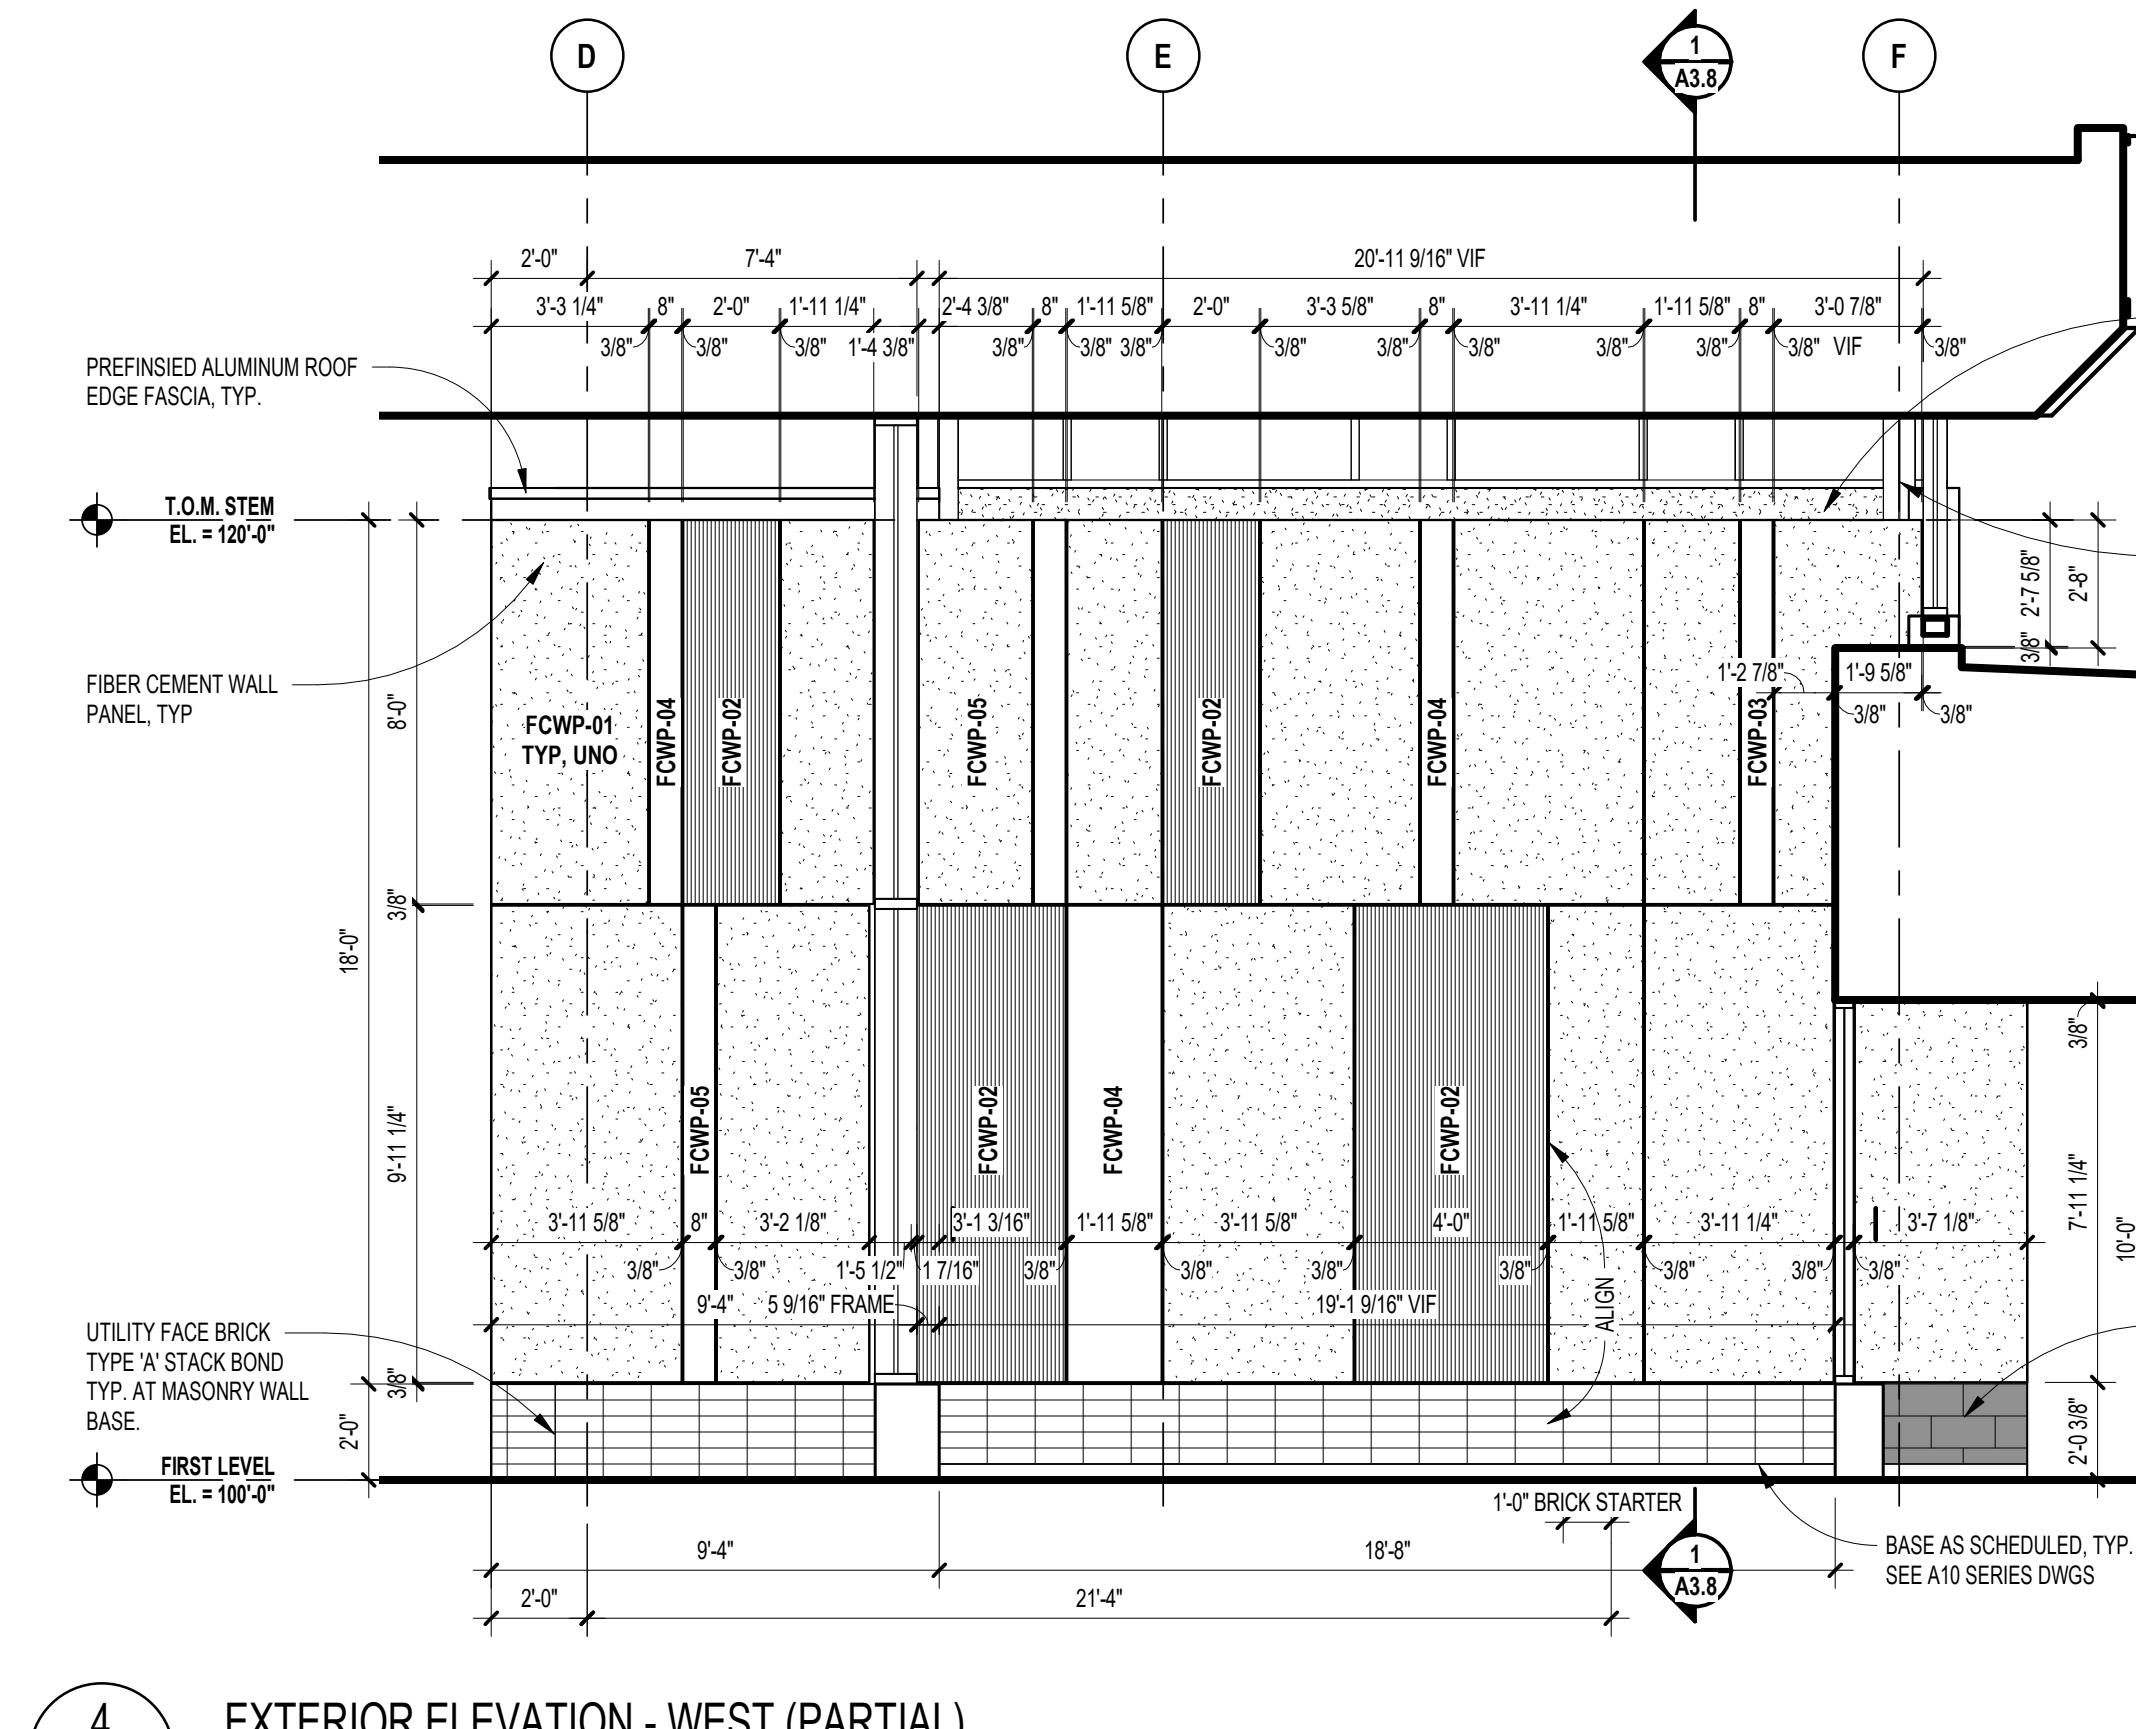 D
E
1
A3.8
F
2'-0"
7'-4"
20'-11 9/16" VIF
3'-3 1/4"
8"
2'-0"
1'-11 1/4"
2'-4 3/8"
8"
1'-11 5/8"
2'-0"
3'-3 5/8"
8"
3'-11 1/4"
1'-11 5/8"
8"
3'-0 7/8"
3/8"
3/8"
3/8"
1'-4 3/8"
3/8"
3/8"
3/8"
3/8"
3/8"
3/8"
3/8"
3/8"
3/8"
VIF
3/8"
PREFINSIED ALUMINUM ROOF
EDGE FASCIA, TYP.
T.O.M. STEM
EL. = 120'-0"
FIBER CEMENT WALL
PANEL, TYP
8'-0"
3/8"
18'-0"
9'-11 1/4"
3/8"
2'-0"
FCWP-01
TYP, UNO
FCWP-04
FCWP-02
FCWP-05
FCWP-02
FCWP-04
FCWP-03
2'-7 5/8"
2'-8"
3/8"
1'-2 7/8"
1'-9 5/8"
3/8"
3/8"
FCWP-05
FCWP-02
FCWP-04
FCWP-02
3/8"
7'-11 1/4"
10'-0"
2'-0 3/8"
3'-11 5/8"
8"
3'-2 1/8"
3'-1 3/16"
1'-11 5/8"
3'-11 5/8"
4'-0"
1'-11 5/8"
3'-11 1/4"
3'-7 1/8"
3/8"
3/8"
1'-5 1/2"
1 7/16"
3/8"
3/8"
3/8"
3/8"
3/8"
3/8"
3/8"
9'-4"
5 9/16" FRAME
19'-1 9/16" VIF
ALIGN
UTILITY FACE BRICK
TYPE 'A' STACK BOND
TYP. AT MASONRY WALL
BASE.
FIRST LEVEL
EL. = 100'-0"
1'-0" BRICK STARTER
9'-4"
18'-8"
1
A3.8
BASE AS SCHEDULED, TYP.
SEE A10 SERIES DWGS
2'-0"
21'-4"
4
EXTERIOR ELEVATION - WEST (PARTIAL)